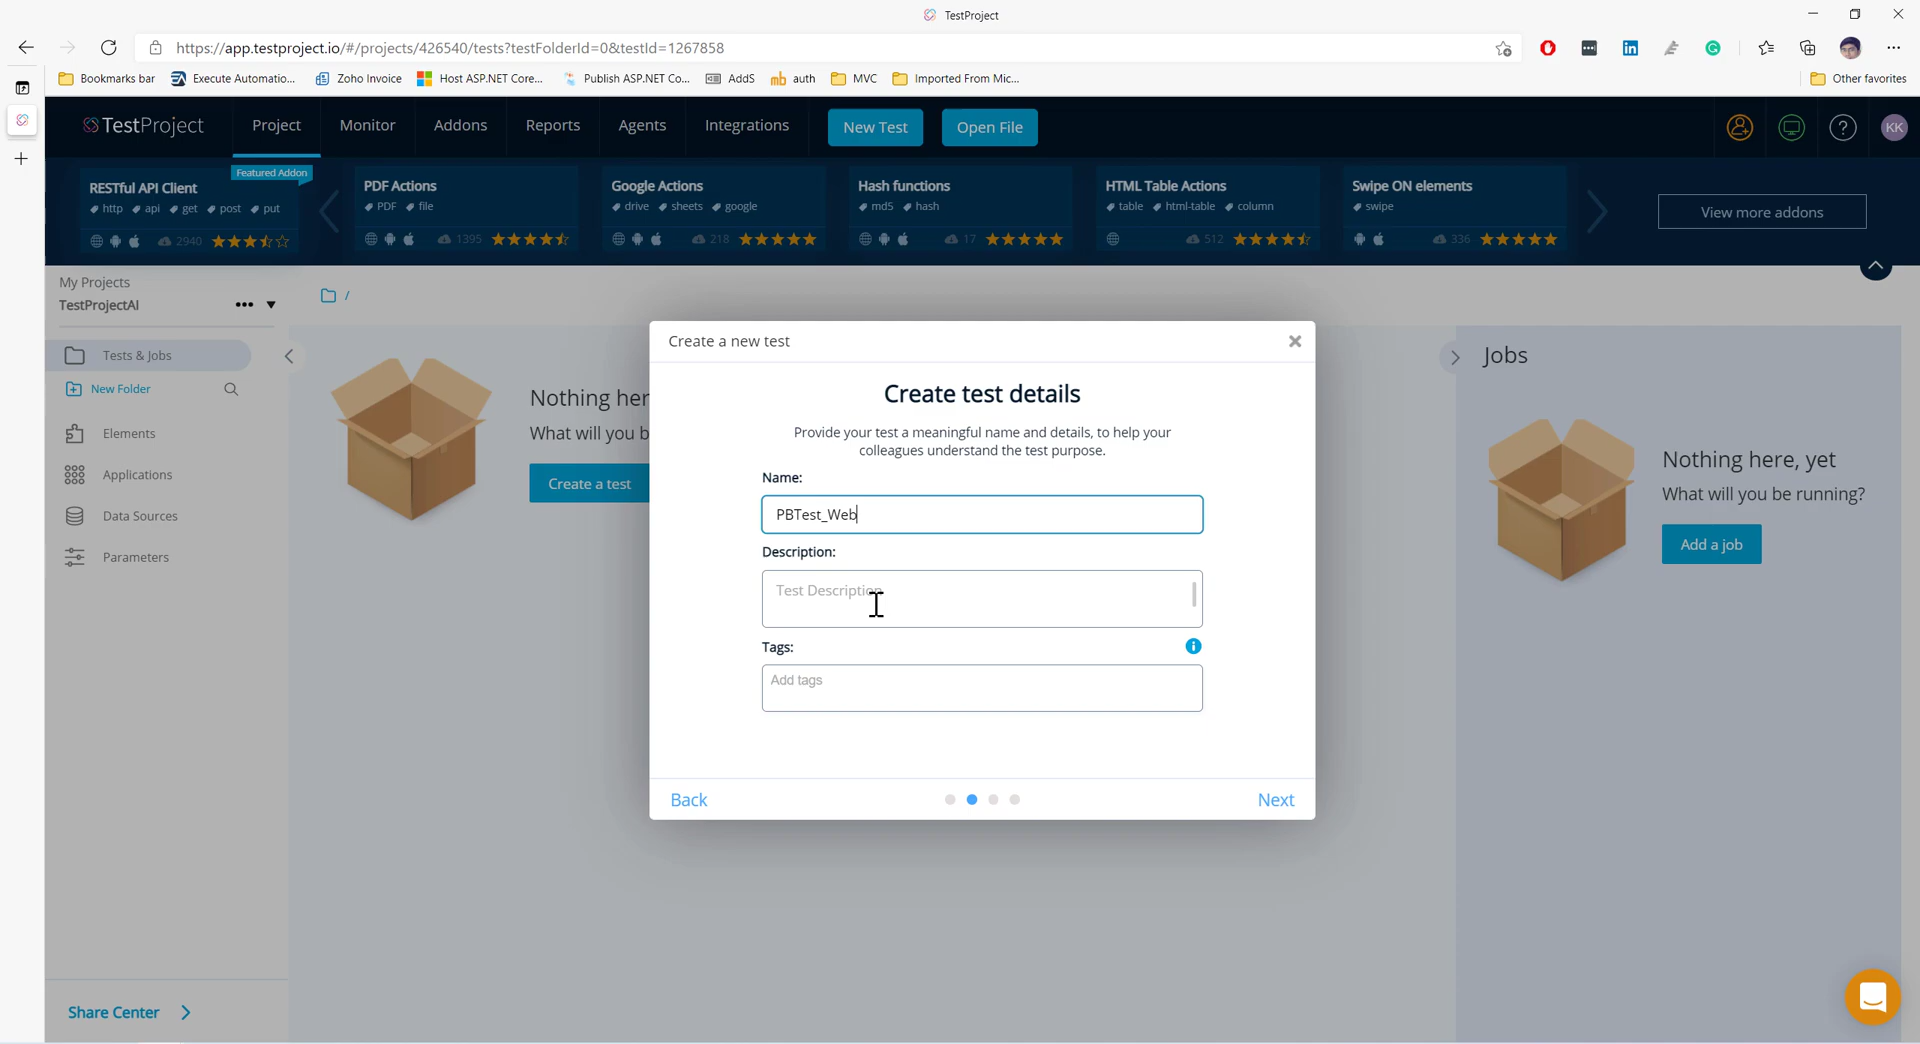 TestProject
https://app.testproject.io/#/projects/426540/tests?testFolderId=0&testId=1267858
Bookmarks bar
Execute Automatio...
Zoho Invoice
Host ASP.NET Core...
Publish ASP.NET Co...
AddS
auth
MVC
Imported From Mic...
Other favorites
TestProject
Project
Monitor
Addons
Reports
Agents
Integrations
New Test
Open File
KK
Featured Addon
RESTful API Client
http api get post put
2940
PDF Actions
PDF file
1395
Google Actions
drive sheets google
218
Hash functions
md5 hash
17
HTML Table Actions
table html-table column
512
Swipe ON elements
swipe
336
View more addons
My Projects
TestProjectAI
/
Tests & Jobs
New Folder
Elements
Applications
Data Sources
Parameters
Share Center
Nothing her
What will you b
Create a test
Create a new test
Create test details
Provide your test a meaningful name and details, to help your
colleagues understand the test purpose.
Name:
PBTest_Web
Description:
Test Description
Tags:
Add tags
Back
Next
Jobs
Nothing here, yet
What will you be running?
Add a job